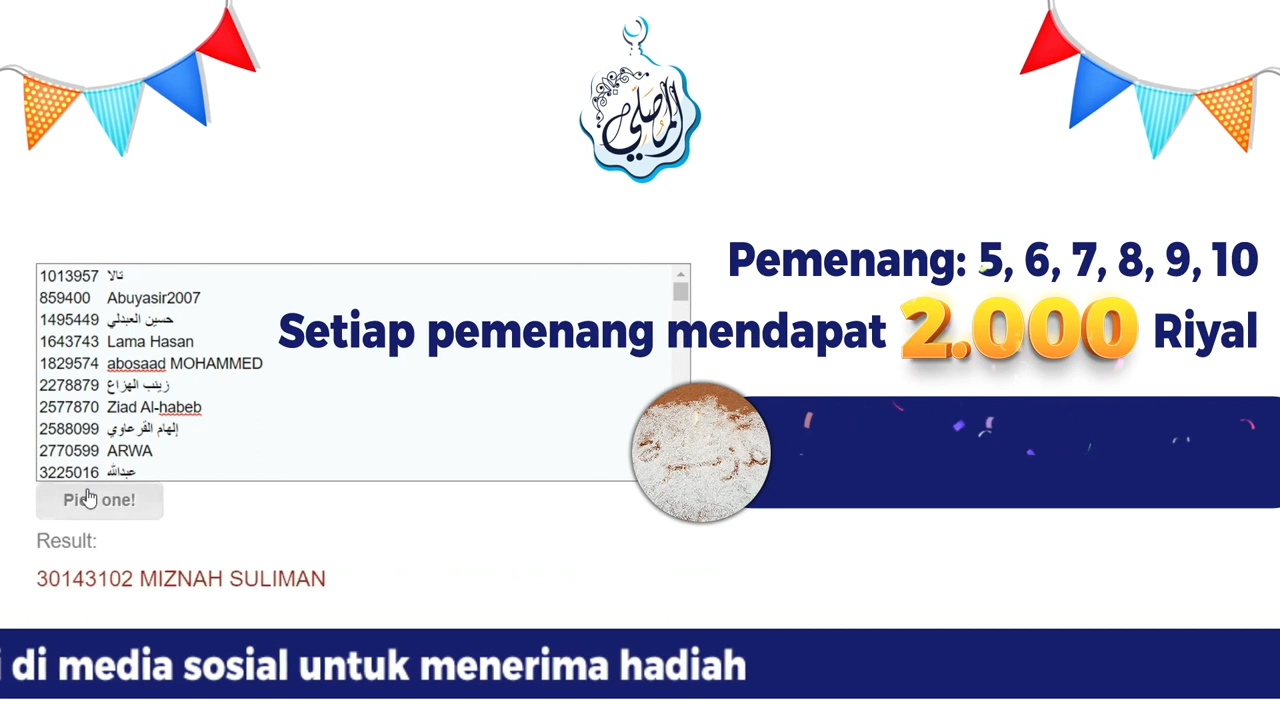 المصلي
Pemenang: 5, 6, 7, 8, 9, 10
Setiap pemenang mendapat 2.000 Riyal
1013957 تالا
859400 Abuyasir2007
1495449 حسين العبدلي
1643743 Lama Hasan
1829574 abosaad MOHAMMED
2278879 زينب الهزاع
2577870 Ziad Al-habeb
2588099 إلهام القرعاوي
2770599 ARWA
3225016 عبدالله
one!
Result:
30143102 MIZNAH SULIMAN
di media sosial untuk menerima hadiah